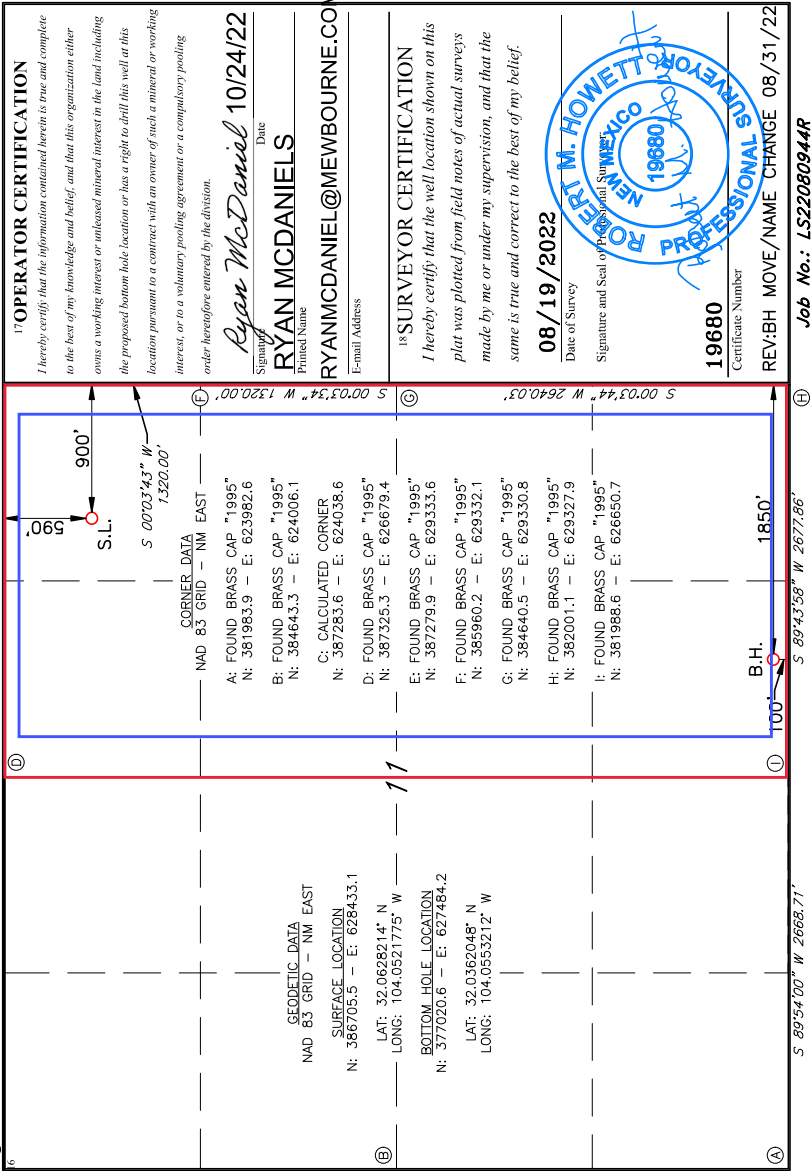 16
17 OPERATOR CERTIFICATION
I hereby certify that the information contained herein is true and complete
to the best of my knowledge and belief, and that this organization either
owns a working interest or unleased mineral interest in the land including
the proposed bottom hole location or has a right to drill this well at this
location pursuant to a contract with an owner of such a mineral or working
interest, or to a voluntary pooling agreement or a compulsory pooling
order heretofore entered by the division.
Ryan McDaniel 10/24/22
Signature Date
RYAN MCDANIELS
Printed Name
RYANMCDANIEL@MEWBOURNE.COM
E-mail Address
18 SURVEYOR CERTIFICATION
I hereby certify that the well location shown on this
plat was plotted from field notes of actual surveys
made by me or under my supervision, and that the
same is true and correct to the best of my belief.
08/19/2022
Date of Survey
Signature and Seal of Professional Surveyor:
ROBERT M. HOWETT
NEW MEXICO
19680
PROFESSIONAL SURVEYOR
Robert M. Howett
19680
Certificate Number
REV:BH MOVE/NAME CHANGE 08/31/22
Job No.: LS22080944R
D
590'
900'
S.L.
S 00°03'43" W
1320.00'
F
S 00°03'34" W 1320.00'
G
S 00°03'44" W 2640.03'
H
CORNER DATA
NAD 83 GRID - NM EAST
A: FOUND BRASS CAP "1995"
N: 381983.9 - E: 623982.6
B: FOUND BRASS CAP "1995"
N: 384643.3 - E: 624006.1
C: CALCULATED CORNER
N: 387283.6 - E: 624038.6
D: FOUND BRASS CAP "1995"
N: 387325.3 - E: 626679.4
E: FOUND BRASS CAP "1995"
N: 387279.9 - E: 629333.6
F: FOUND BRASS CAP "1995"
N: 385960.2 - E: 629332.1
G: FOUND BRASS CAP "1995"
N: 384640.5 - E: 629330.8
H: FOUND BRASS CAP "1995"
N: 382001.1 - E: 629327.9
I: FOUND BRASS CAP "1995"
N: 381988.6 - E: 626650.7
11
B.H.
1850'
100'
I
S 89°43'58" W 2677.86'
GEODETIC DATA
NAD 83 GRID - NM EAST
SURFACE LOCATION
N: 386705.5 - E: 628433.1
LAT: 32.0628214° N
LONG: 104.0521775° W
BOTTOM HOLE LOCATION
N: 377020.6 - E: 627484.2
LAT: 32.0362048° N
LONG: 104.0553212° W
B
A
S 89°54'00" W 2668.71'